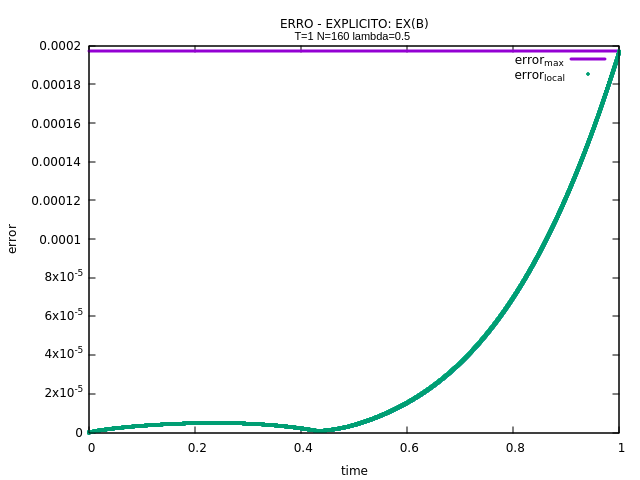 ERRO - EXPLICITO: EX(B)
T=1 N=160 lambda=0.5
error_max
error_local
0.0002
0.00018
0.00016
0.00014
0.00012
0.0001
8x10^-5
6x10^-5
4x10^-5
2x10^-5
0
error
0 0.2 0.4 0.6 0.8 1
time